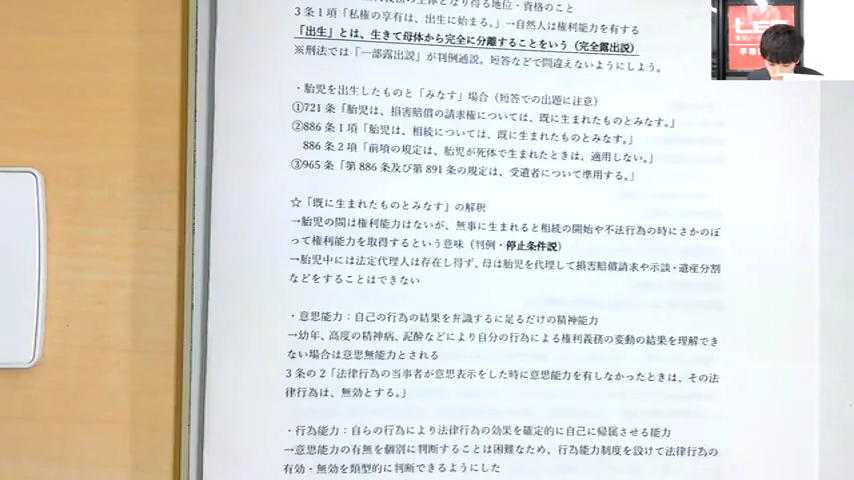 義務の主体となり得る地位・資格のこと
3条1項「私権の享有は、出生に始まる。」→自然人は権利能力を有する
「出生」とは、生きて母体から完全に分離することをいう（完全露出説）
※刑法では「一部露出説」が判例通説。短答などで間違えないようにしよう。
・胎児を出生したものと「みなす」場合（短答での出題に注意）
①721条「胎児は、損害賠償の請求権については、既に生まれたものとみなす。」
②886条1項「胎児は、相続については、既に生まれたものとみなす。」
886条2項「前項の規定は、胎児が死体で生まれたときは、適用しない。」
③965条「第886条及び第891条の規定は、受遺者について準用する。」
☆「既に生まれたものとみなす」の解釈
→胎児の間は権利能力はないが、無事に生まれると相続の開始や不法行為の時にさかのぼ
って権利能力を取得するという意味（判例・停止条件説）
→胎児中には法定代理人は存在し得ず、母は胎児を代理して損害賠償請求や示談・遺産分割
などをすることはできない
・意思能力：自己の行為の結果を弁識するに足るだけの精神能力
→幼年、高度の精神病、泥酔などにより自分の行為による権利義務の変動の結果を理解でき
ない場合は意思無能力とされる
3条の2「法律行為の当事者が意思表示をした時に意思能力を有しなかったときは、その法
律行為は、無効とする。」
・行為能力：自らの行為により法律行為の効果を確定的に自己に帰属させる能力
→意思能力の有無を個別に判断することは困難なため、行為能力制度を設けて法律行為の
有効・無効を類型的に判断できるようにした